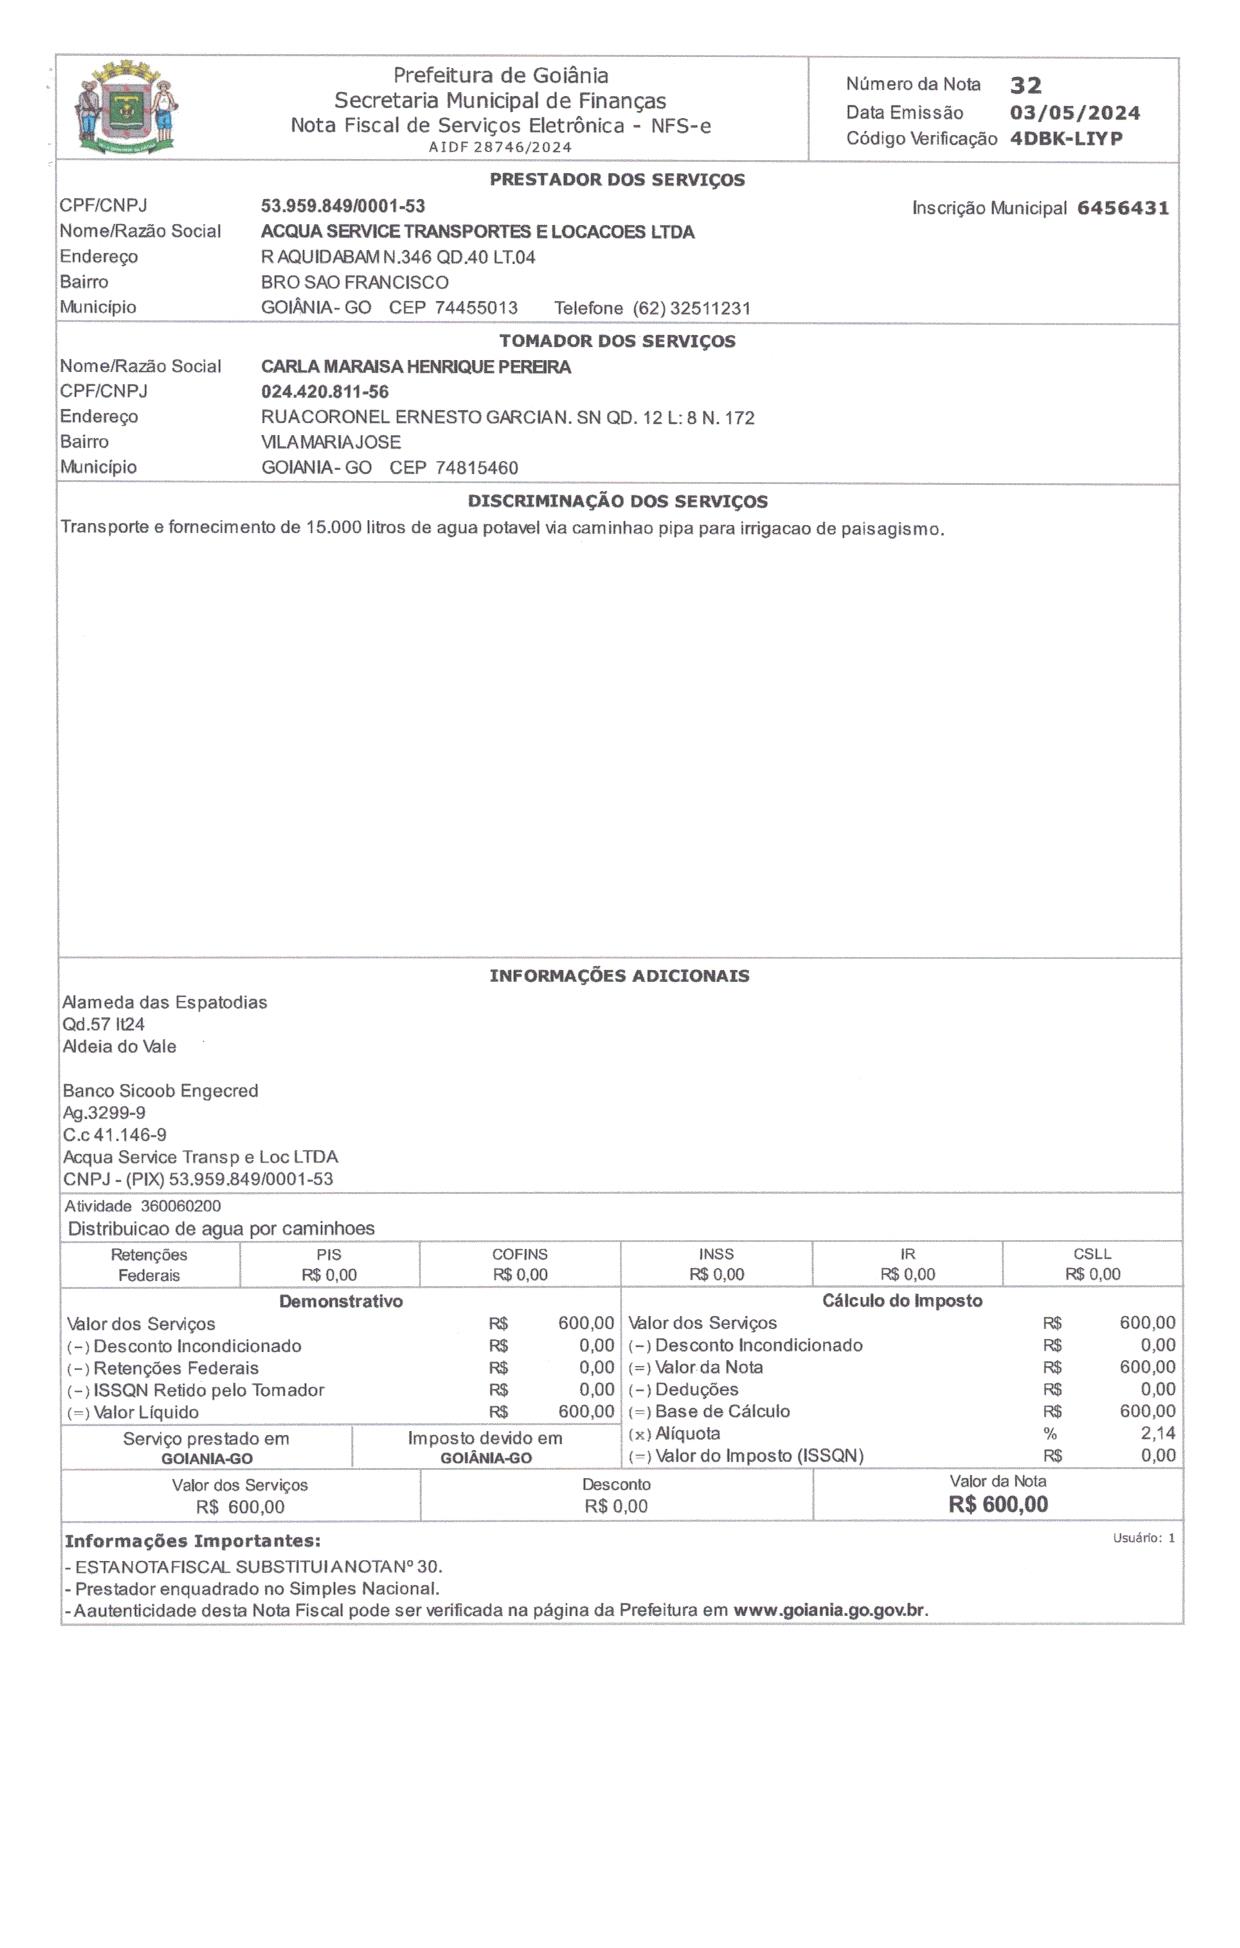 Prefeitura de Goiânia
Secretaria Municipal de Finanças
Nota Fiscal de Serviços Eletrônica - NFS-e
AIDF 28746/2024
Número da Nota 32
Data Emissão 03/05/2024
Código Verificação 4DBK-LIYP
PRESTADOR DOS SERVIÇOS
CPF/CNPJ 53.959.849/0001-53 Inscrição Municipal 6456431
Nome/Razão Social ACQUA SERVICE TRANSPORTES E LOCACOES LTDA
Endereço R AQUIDABAM N.346 QD.40 LT.04
Bairro BRO SAO FRANCISCO
Município GOIÂNIA- GO CEP 74455013 Telefone (62) 32511231
TOMADOR DOS SERVIÇOS
Nome/Razão Social CARLA MARAISA HENRIQUE PEREIRA
CPF/CNPJ 024.420.811-56
Endereço RUA CORONEL ERNESTO GARCIA N. SN QD. 12 L: 8 N. 172
Bairro VILA MARIA JOSE
Município GOIANIA- GO CEP 74815460
DISCRIMINAÇÃO DOS SERVIÇOS
Transporte e fornecimento de 15.000 litros de agua potavel via caminhao pipa para irrigacao de paisagismo.
INFORMAÇÕES ADICIONAIS
Alameda das Espatodias
Qd.57 lt24
Aldeia do Vale
Banco Sicoob Engecred
Ag.3299-9
C.c 41.146-9
Acqua Service Transp e Loc LTDA
CNPJ - (PIX) 53.959.849/0001-53
Atividade 360060200
Distribuicao de agua por caminhoes
Retenções PIS COFINS INSS IR CSLL
Federais R$ 0,00 R$ 0,00 R$ 0,00 R$ 0,00 R$ 0,00
Demonstrativo
Valor dos Serviços R$ 600,00
(-) Desconto Incondicionado R$ 0,00
(-) Retenções Federais R$ 0,00
(-) ISSQN Retido pelo Tomador R$ 0,00
(=) Valor Líquido R$ 600,00
Serviço prestado em
GOIANIA-GO
Imposto devido em
GOIÂNIA-GO
Cálculo do Imposto
Valor dos Serviços R$ 600,00
(-) Desconto Incondicionado R$ 0,00
(=) Valor da Nota R$ 600,00
(-) Deduções R$ 0,00
(=) Base de Cálculo R$ 600,00
(x) Alíquota % 2,14
(=) Valor do Imposto (ISSQN) R$ 0,00
Valor dos Serviços
R$ 600,00
Desconto
R$ 0,00
Valor da Nota
R$ 600,00
Informações Importantes: Usuário: 1
- ESTA NOTA FISCAL SUBSTITUI A NOTA Nº 30.
- Prestador enquadrado no Simples Nacional.
- A autenticidade desta Nota Fiscal pode ser verificada na página da Prefeitura em www.goiania.go.gov.br.